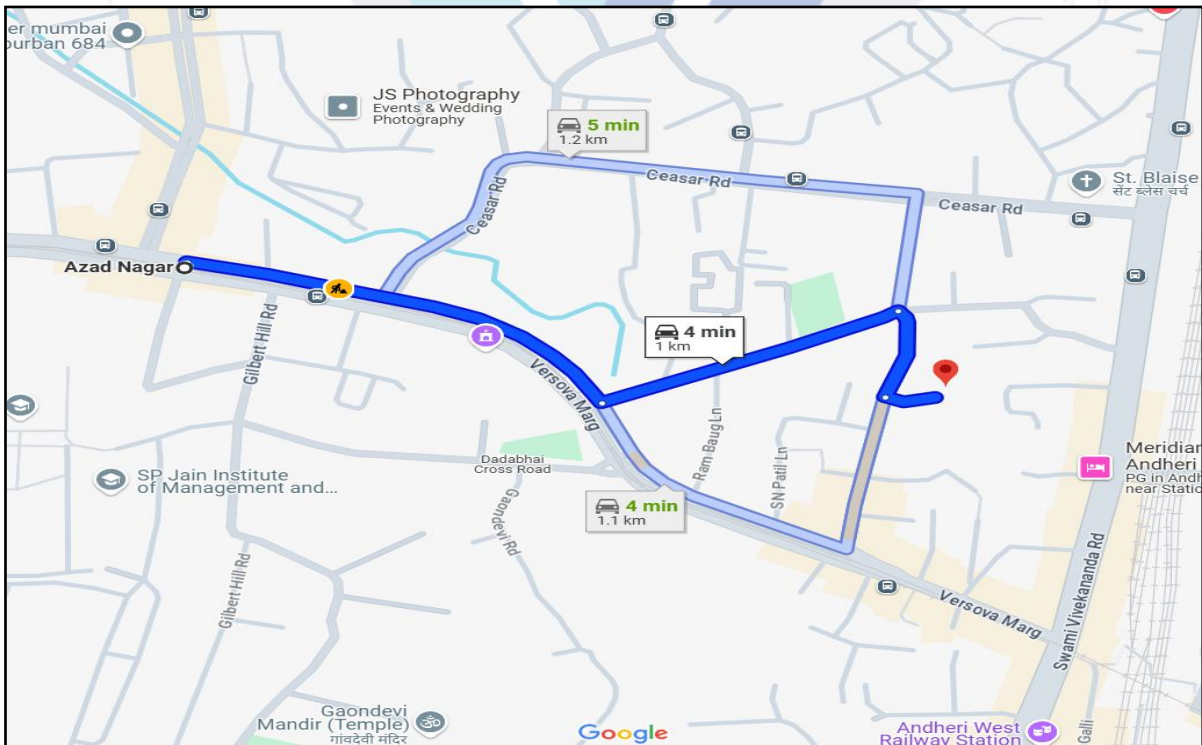 er mumbai
ourban 684
JS Photography
Events & Wedding
Photography
5 min
1.2 km
Ceasar Rd
Ceasar Rd
Ceasar Rd
St. Blaise
सेंट ब्लेस चर्च
Azad Nagar
Gilbert Hill Rd
4 min
1 km
Versova Marg
Ram Baug Ln
SN Patil Ln
Dadabhai
Cross Road
Meridian
Andheri
PG in Andh
near Static
SP Jain Institute
of Management and...
4 min
1.1 km
Gaondevi Rd
Gilbert Hill Rd
Versova Marg
Swami Vivekananda Rd
Gaondevi
Mandir (Temple)
गांवदेवी मंदिर
Google
Andheri West
Railway Station
Galli